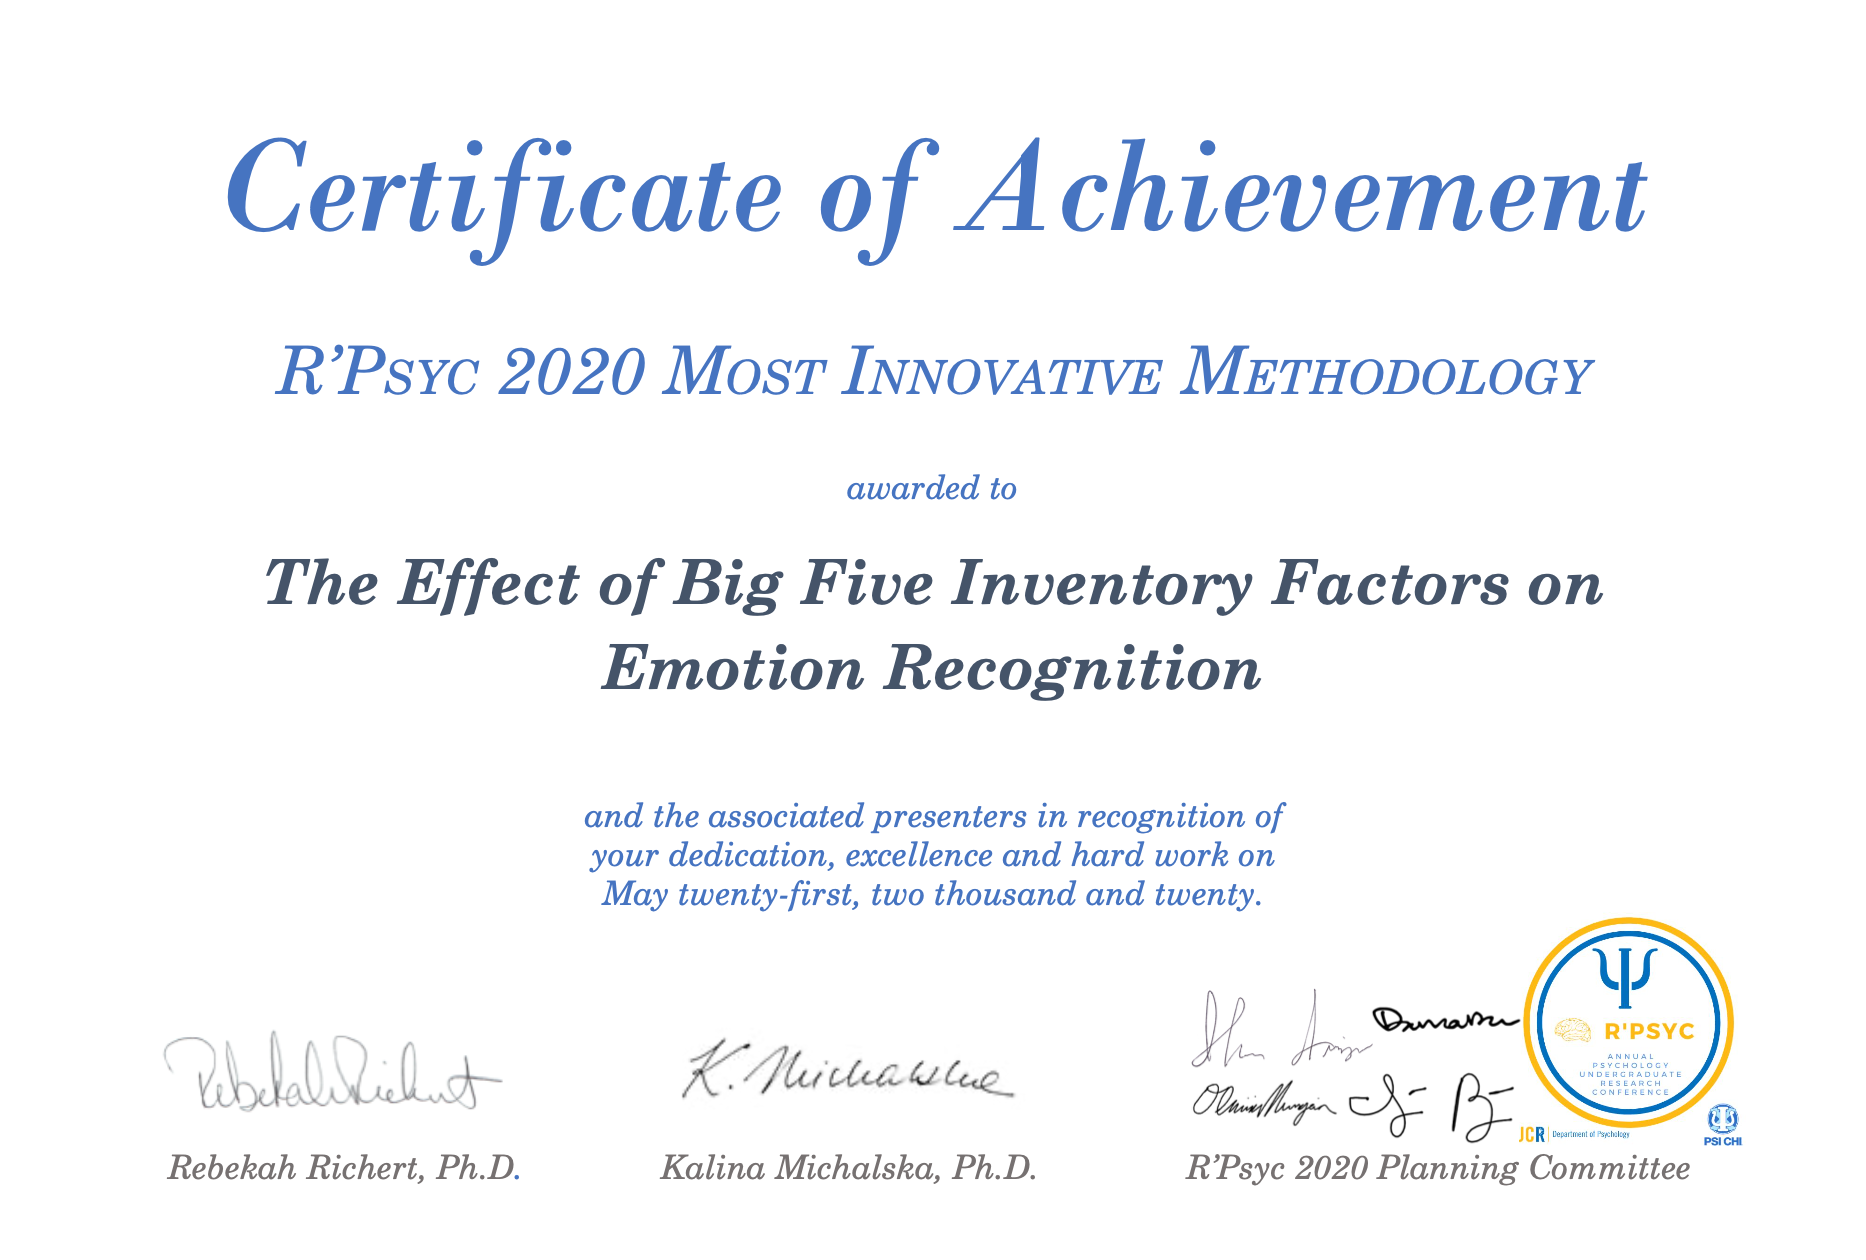 Certificate of Achievement
R’Psyc 2020 Most Innovative Methodology
awarded to
The Effect of Big Five Inventory Factors on
Emotion Recognition
and the associated presenters in recognition of
your dedication, excellence and hard work on
May twenty-first, two thousand and twenty.
Rebekah Richert
K. Michalska
R'PSYC
ANNUAL
PSYCHOLOGY
UNDERGRADUATE
RESEARCH
CONFERENCE
UCR Department of Psychology
PSI CHI
Rebekah Richert, Ph.D.
Kalina Michalska, Ph.D.
R’Psyc 2020 Planning Committee